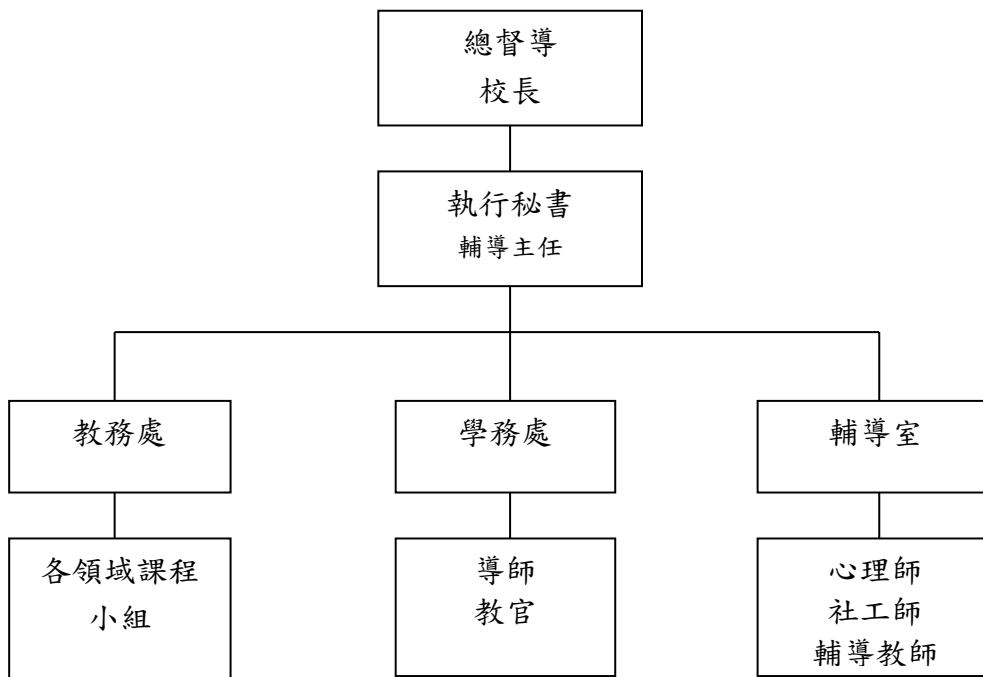 總督導
校長
執行秘書
輔導主任
教務處
學務處
輔導室
各領域課程
小組
導師
教官
心理師
社工師
輔導教師